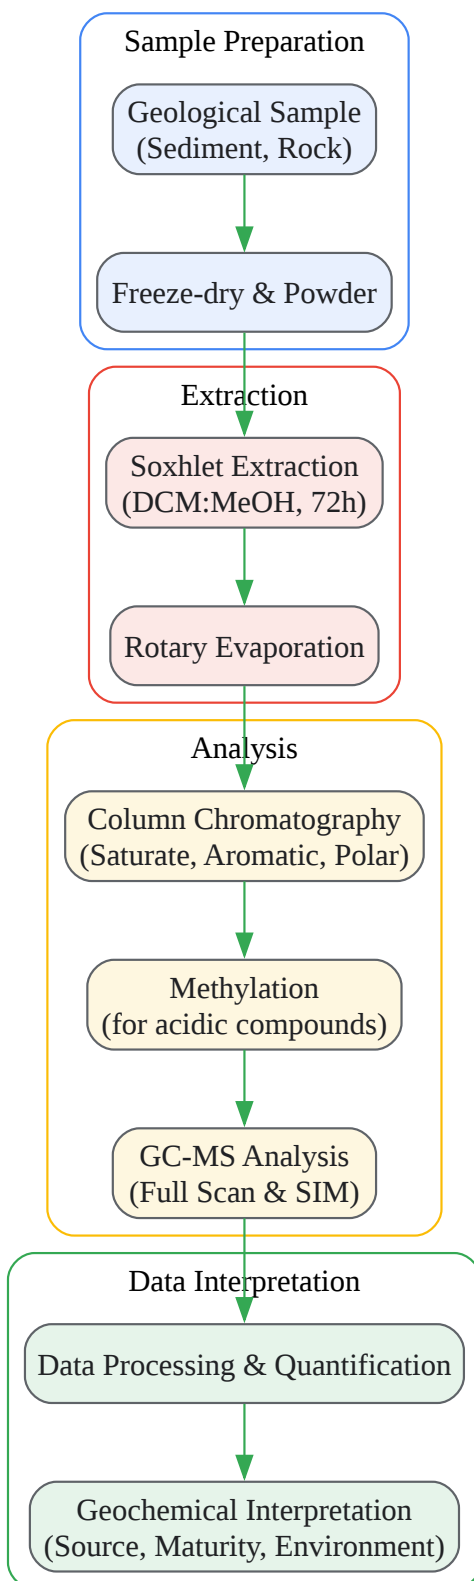 Sample Preparation
Geological Sample
(Sediment, Rock)
Freeze-dry & Powder
Extraction
Soxhlet Extraction
(DCM:MeOH, 72h)
Rotary Evaporation
Analysis
Column Chromatography
(Saturate, Aromatic, Polar)
Methylation
(for acidic compounds)
GC-MS Analysis
(Full Scan & SIM)
Data Interpretation
Data Processing & Quantification
Geochemical Interpretation
(Source, Maturity, Environment)